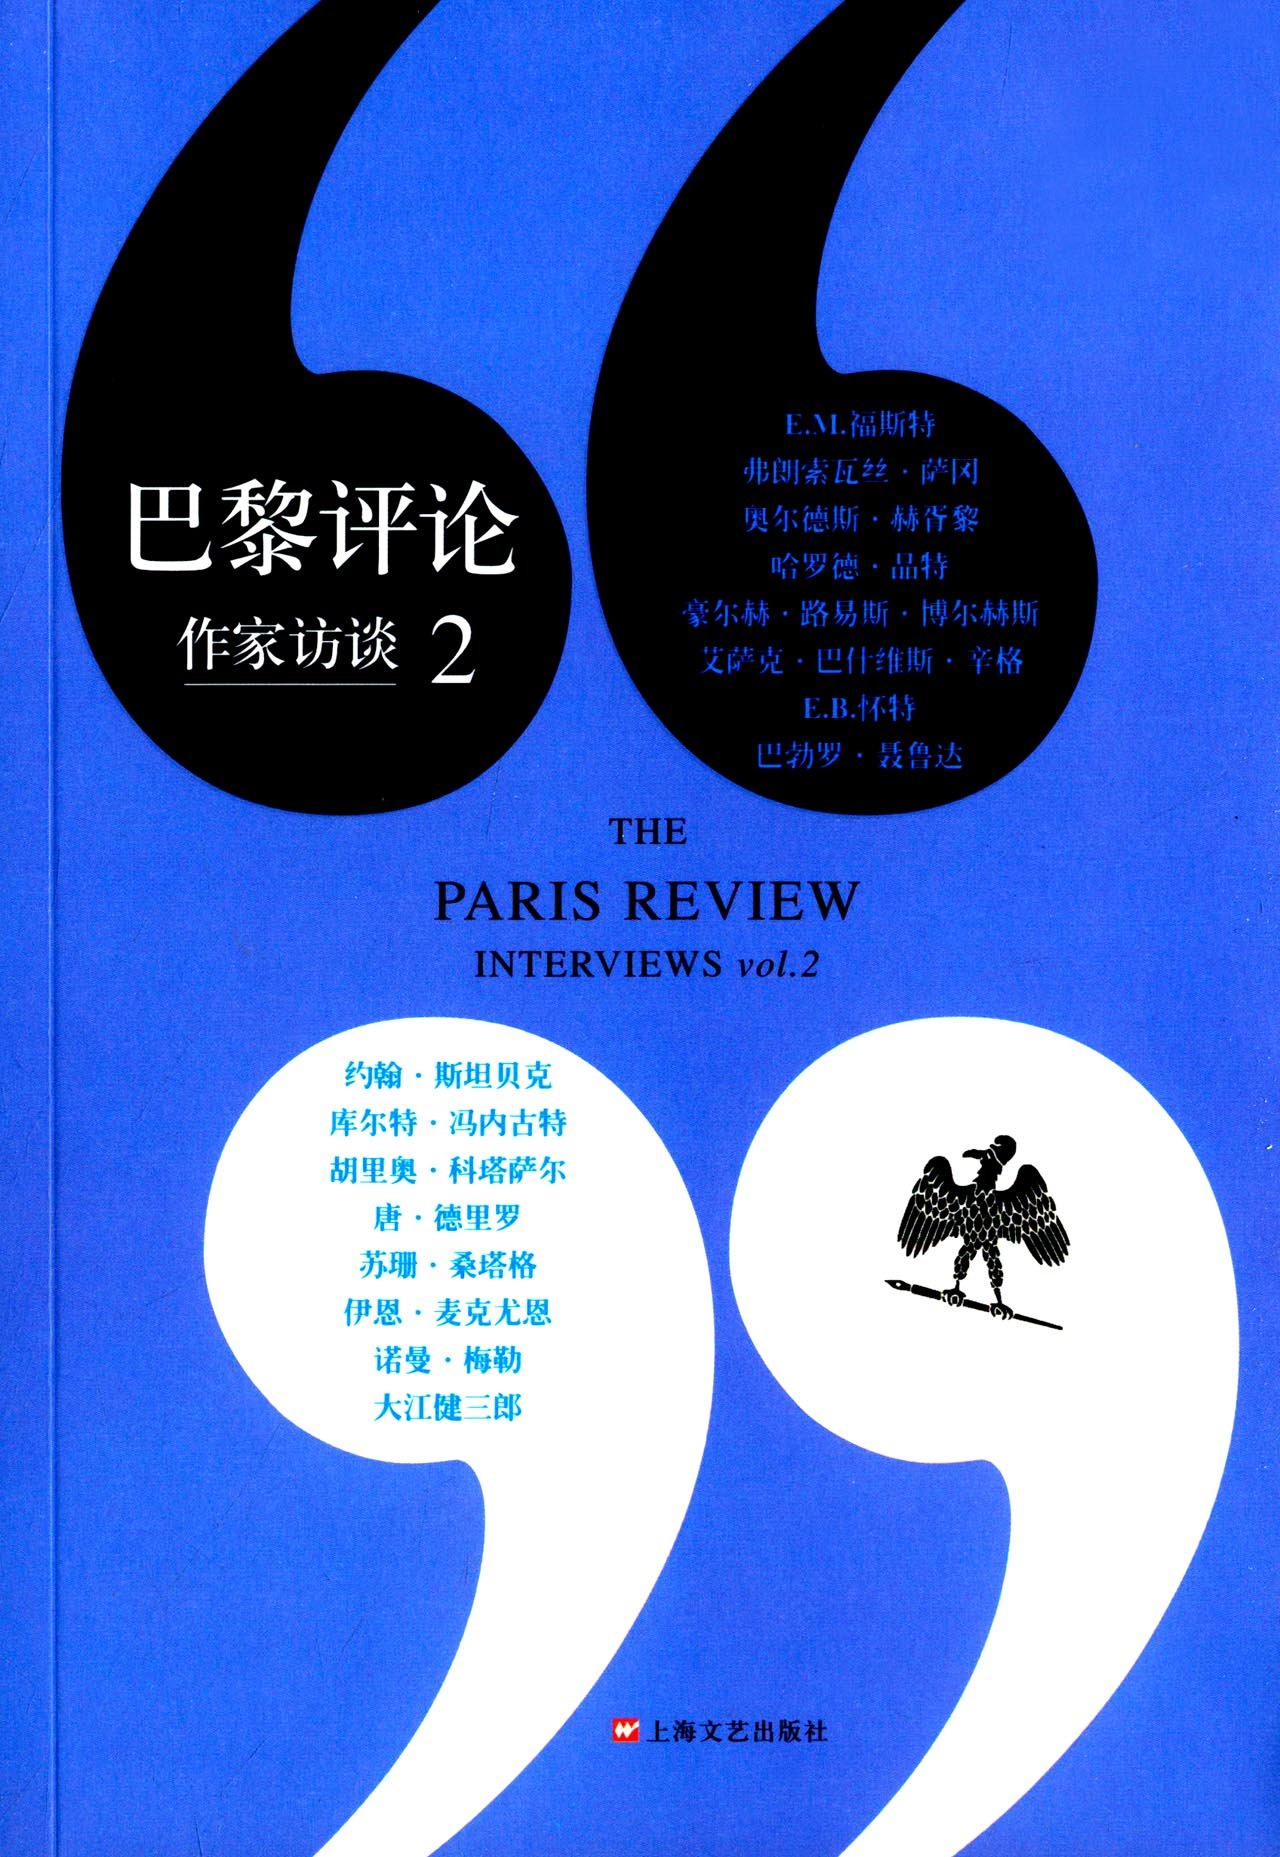 巴黎评论
作家访谈 2
E.M.福斯特
弗朗索瓦丝·萨冈
奥尔德斯·赫胥黎
哈罗德·品特
豪尔赫·路易斯·博尔赫斯
艾萨克·巴什维斯·辛格
E.B.怀特
巴勃罗·聂鲁达
THE
PARIS REVIEW
INTERVIEWS vol.2
约翰·斯坦贝克
库尔特·冯内古特
胡里奥·科塔萨尔
唐·德里罗
苏珊·桑塔格
伊恩·麦克尤恩
诺曼·梅勒
大江健三郎
上海文艺出版社